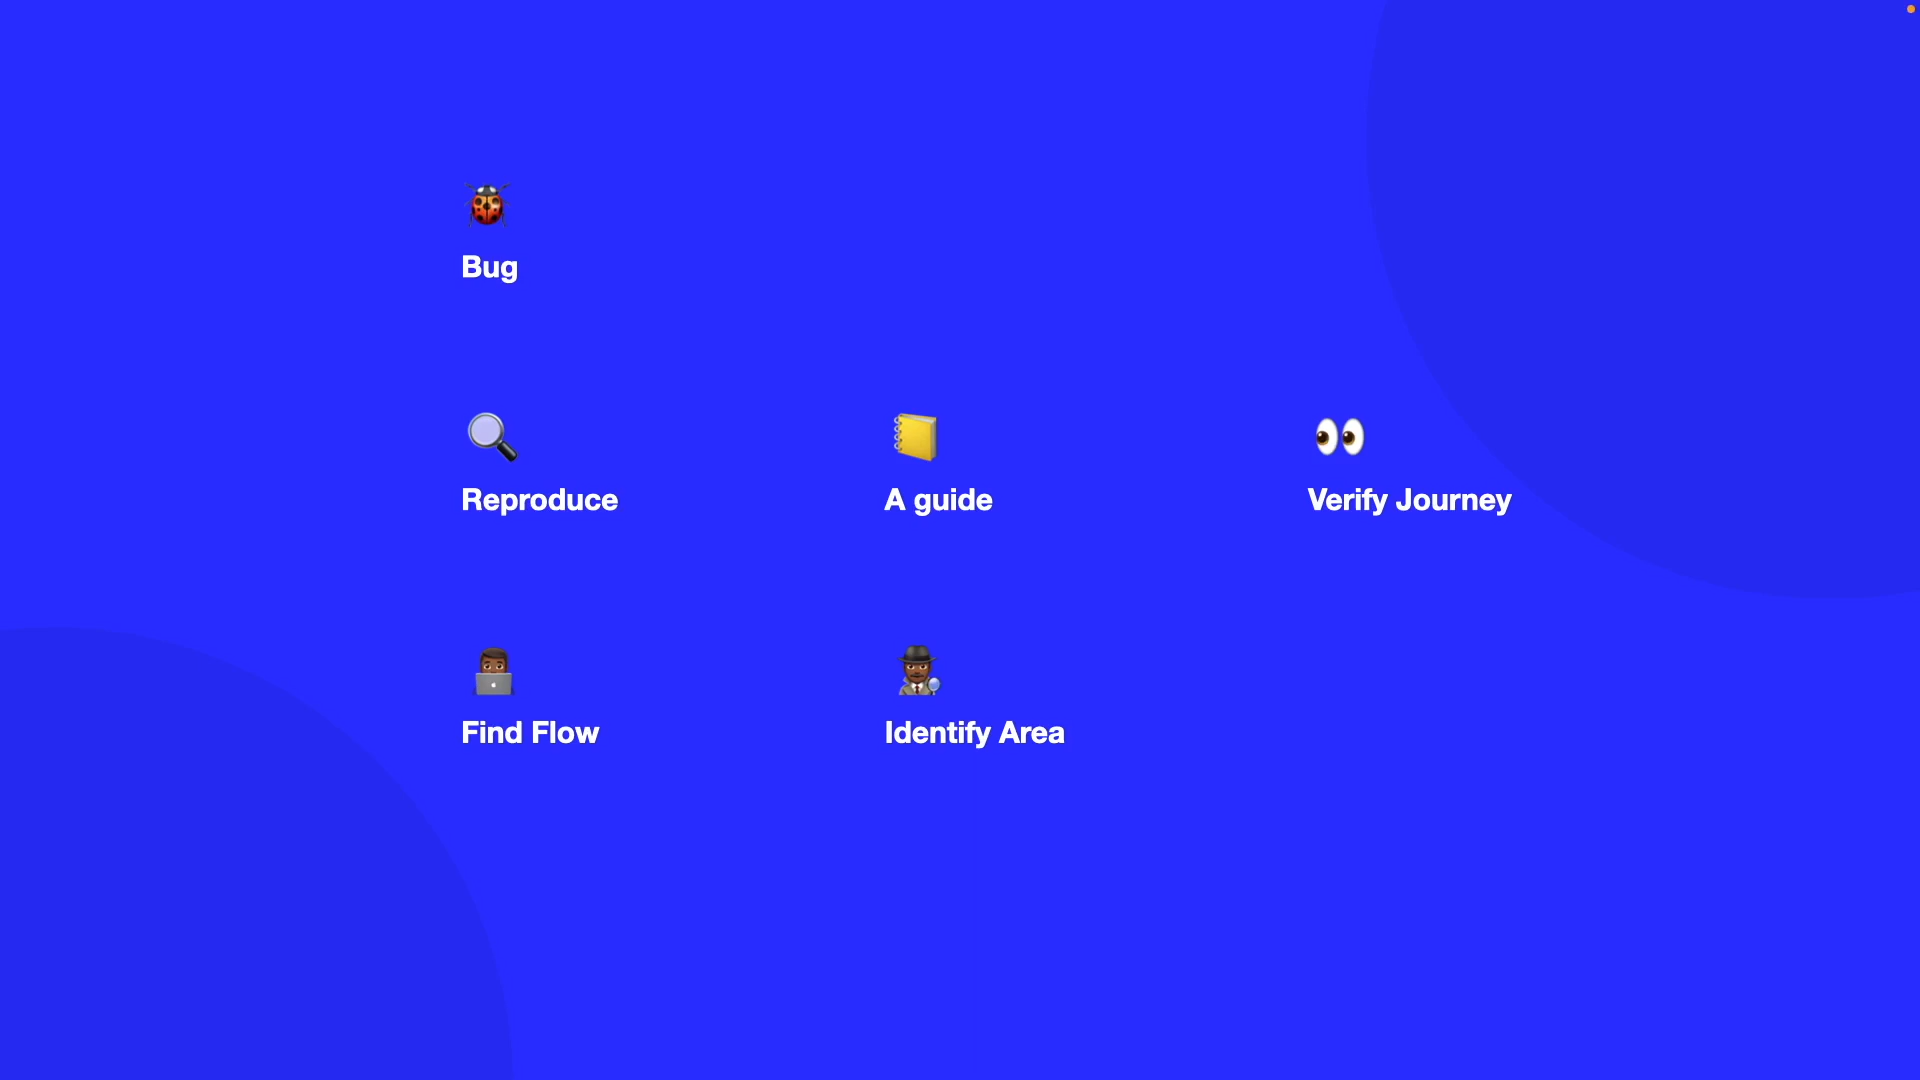 Bug
Reproduce
A guide
Verify Journey
Find Flow
Identify Area